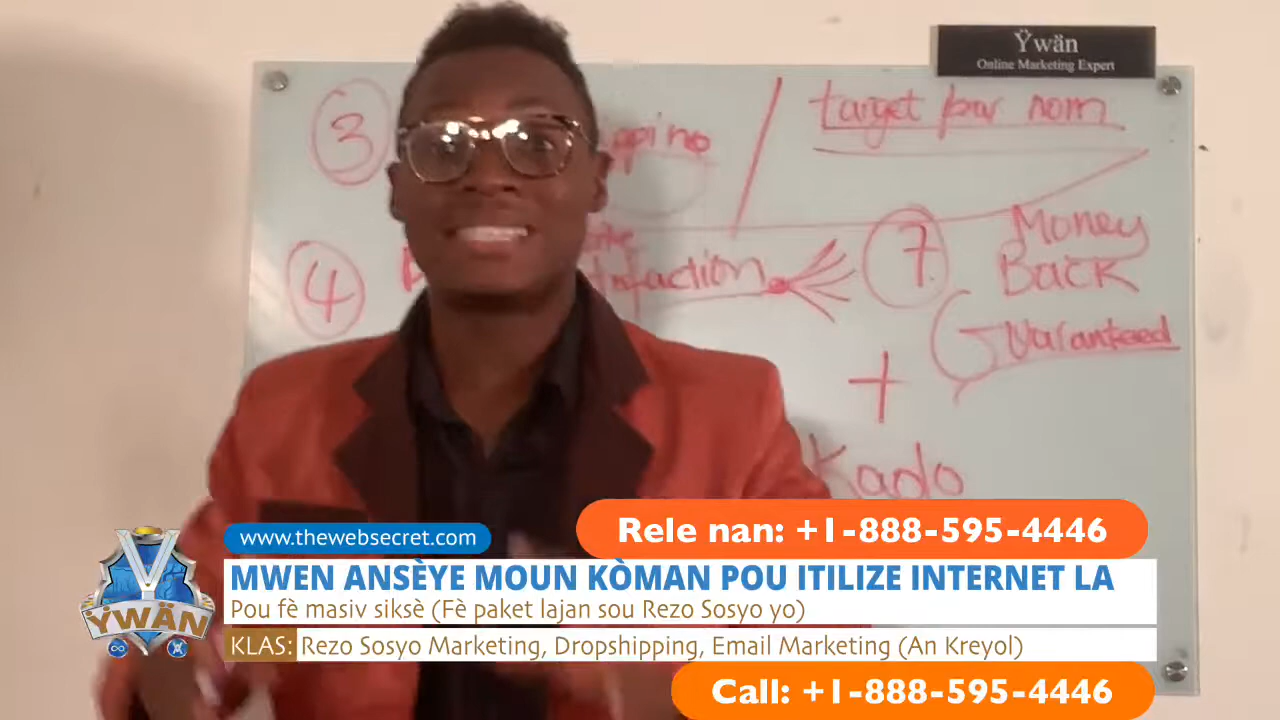 Ÿwän
Online Marketing Expert
3
target par nom
4
7
Money
Back
Guaranteed
+
Kado
Rele nan: +1-888-595-4446
www.thewebsecret.com
MWEN ANSÈYE MOUN KÒMAN POU ITILIZE INTERNET LA
Pou fè masiv siksè (Fè paket lajan sou Rezo Sosyo yo)
ŸWÄN
KLAS: Rezo Sosyo Marketing, Dropshipping, Email Marketing (An Kreyol)
Call: +1-888-595-4446